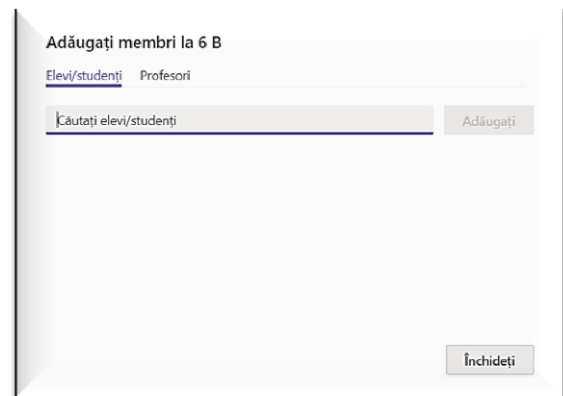 Adăugați membri la 6 B
Elevi/studenți Profesori
Căutați elevi/studenți Adăugați
Închideți